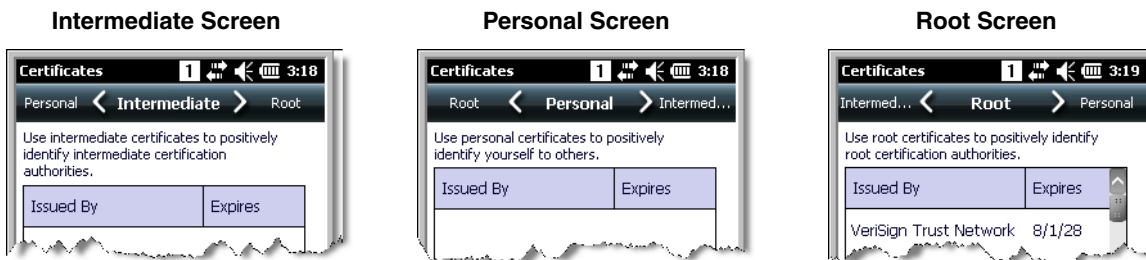 Intermediate Screen
Certificates 1 3:18
Personal Intermediate Root
Use intermediate certificates to positively
identify intermediate certification
authorities.
Issued By Expires
Personal Screen
Certificates 1 3:18
Root Personal Intermed...
Use personal certificates to positively
identify yourself to others.
Issued By Expires
Root Screen
Certificates 1 3:19
Intermed... Root Personal
Use root certificates to positively identify
root certification authorities.
Issued By Expires
VeriSign Trust Network 8/1/28